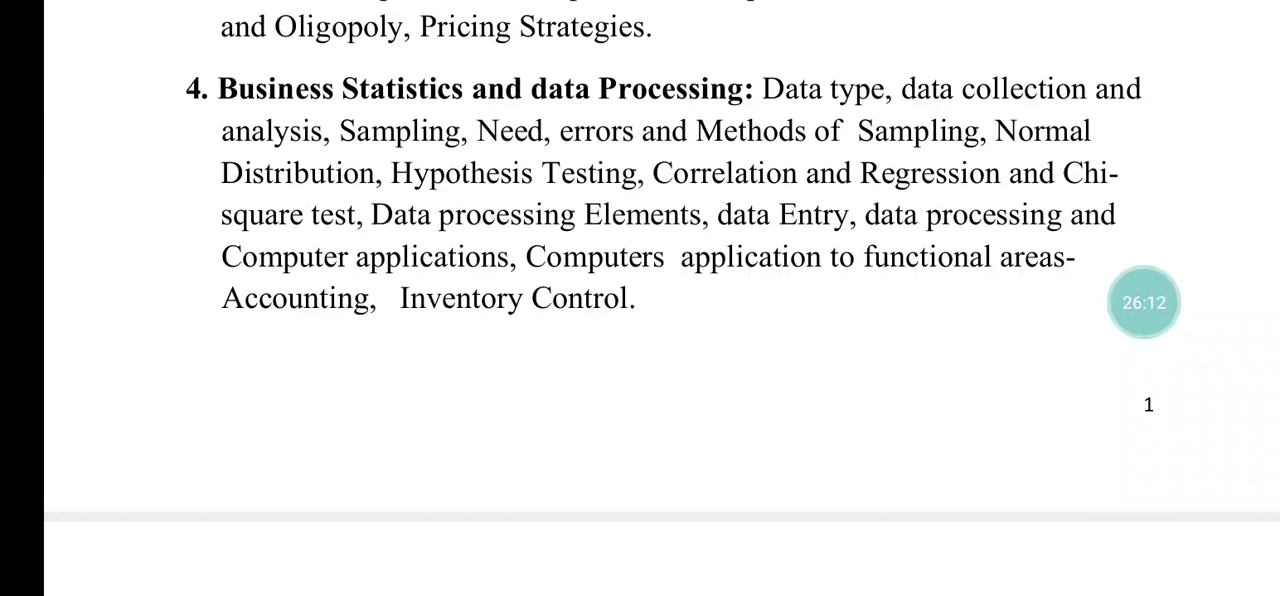 and Oligopoly, Pricing Strategies.
4. Business Statistics and data Processing: Data type, data collection and
analysis, Sampling, Need, errors and Methods of Sampling, Normal
Distribution, Hypothesis Testing, Correlation and Regression and Chi-
square test, Data processing Elements, data Entry, data processing and
Computer applications, Computers application to functional areas-
Accounting, Inventory Control.
26:12
1